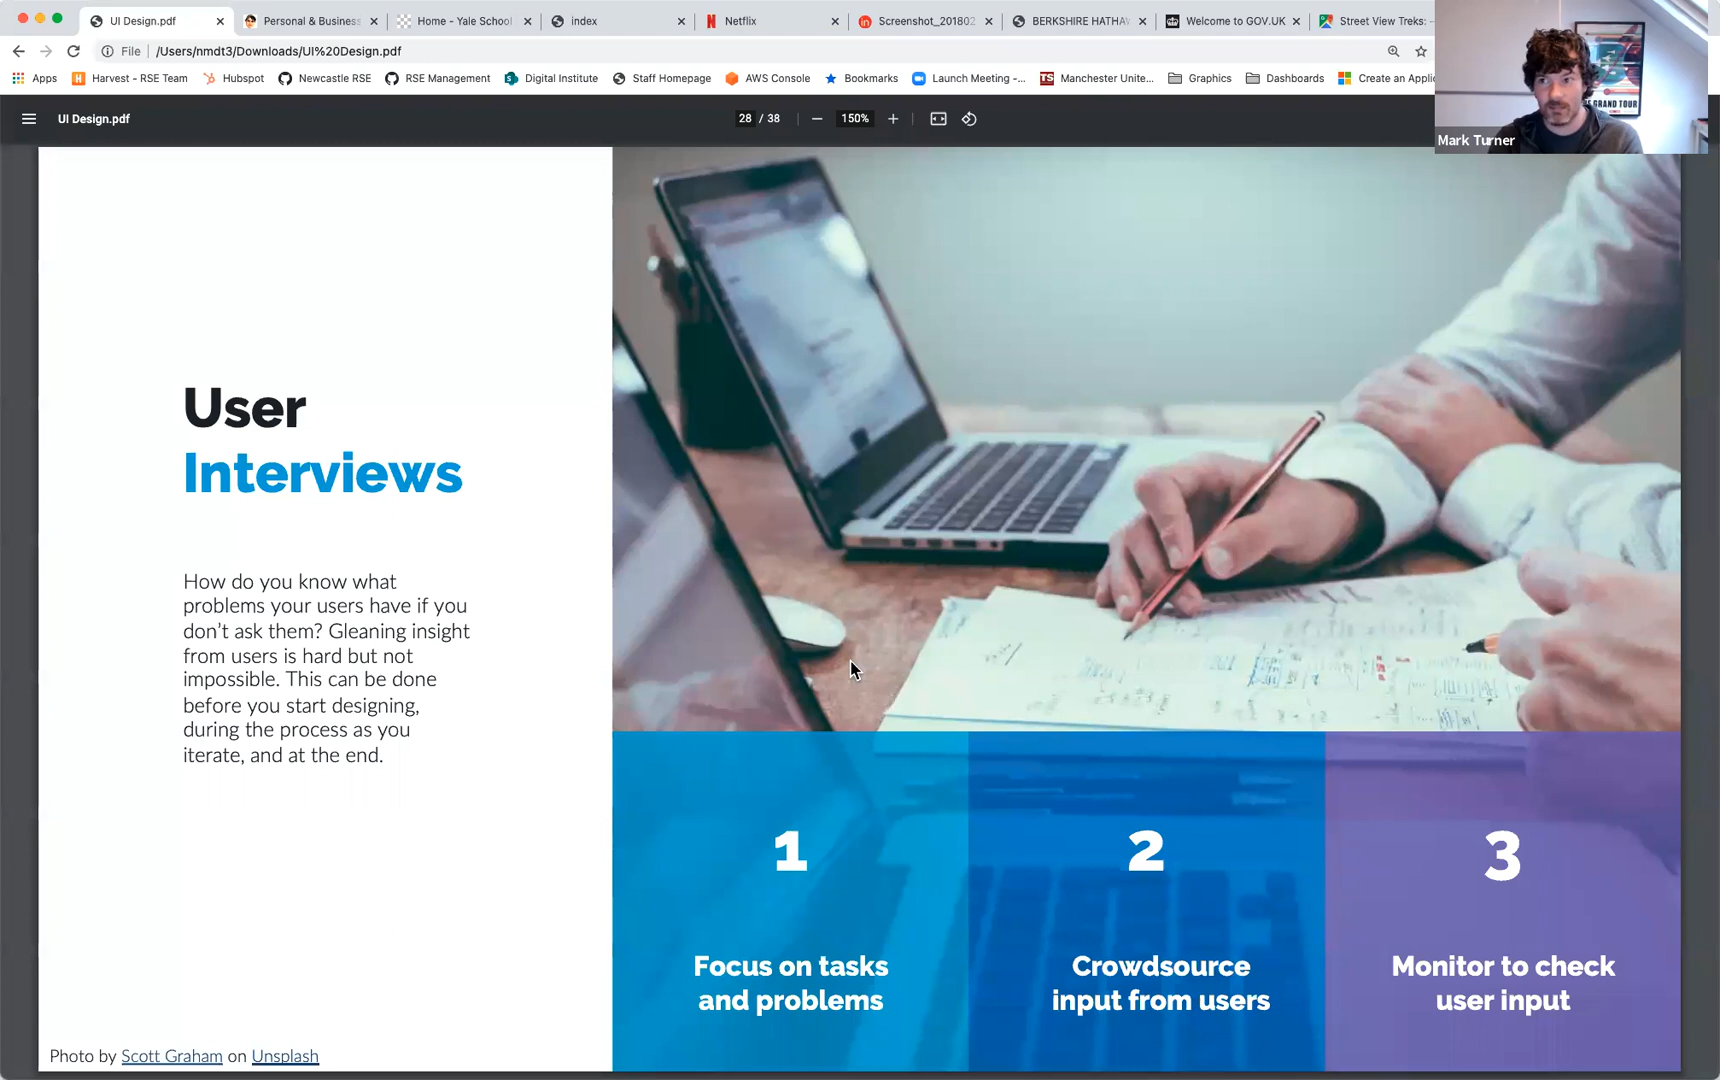 UI Design.pdf
Personal & Business
Home - Yale School
index
Netflix
Screenshot_201802
BERKSHIRE HATHAW
Welcome to GOV.UK
Street View Treks:
File
/Users/nmdt3/Downloads/UI%20Design.pdf
Apps
Harvest - RSE Team
Hubspot
Newcastle RSE
RSE Management
Digital Institute
Staff Homepage
AWS Console
Bookmarks
Launch Meeting -...
Manchester Unite...
Graphics
Dashboards
Create an Applic
UI Design.pdf
28 / 38
150%
GRAND TOUR
Mark Turner
User
Interviews
How do you know what
problems your users have if you
don’t ask them? Gleaning insight
from users is hard but not
impossible. This can be done
before you start designing,
during the process as you
iterate, and at the end.
1
Focus on tasks
and problems
2
Crowdsource
input from users
3
Monitor to check
user input
Photo by Scott Graham on Unsplash